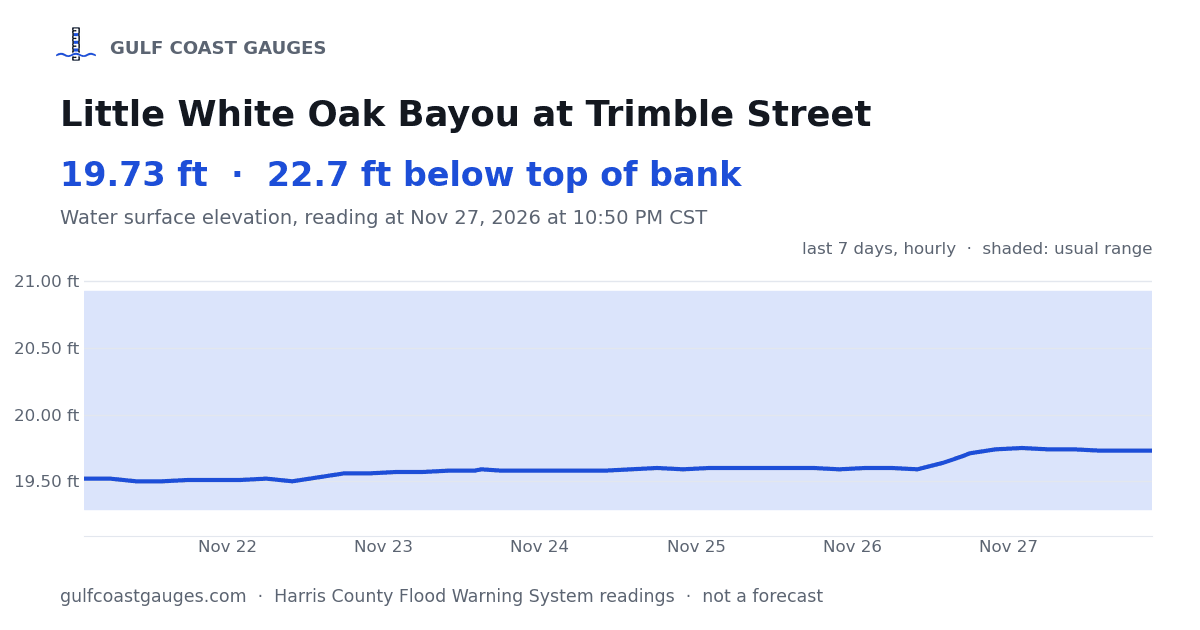 GULF COAST GAUGES
Little White Oak Bayou at Trimble Street
19.73 ft · 22.7 ft below top of bank
Water surface elevation, reading at Nov 27, 2026 at 10:50 PM CST
last 7 days, hourly · shaded: usual range
21.00 ft
20.50 ft
20.00 ft
19.50 ft
Nov 22 Nov 23 Nov 24 Nov 25 Nov 26 Nov 27
gulfcoastgauges.com · Harris County Flood Warning System readings · not a forecast